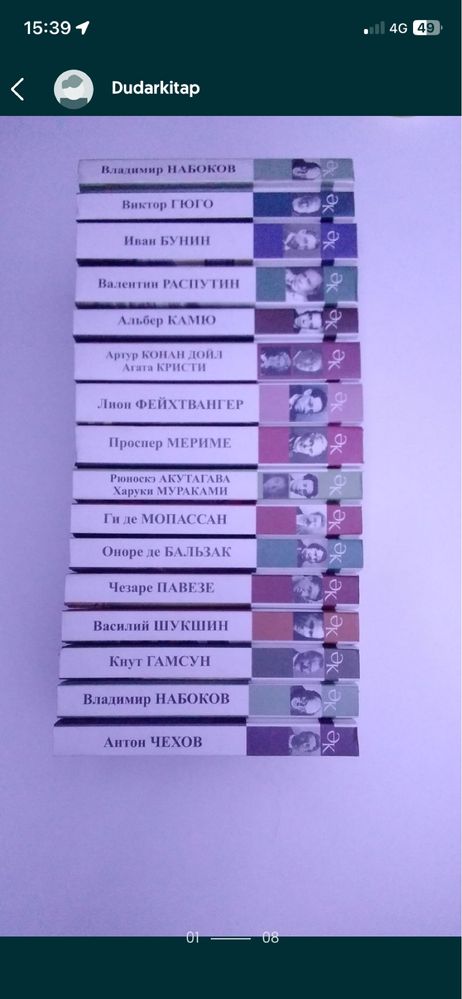 15:39
4G
49
Dudarkitap
Владимир НАБОКОВ
Виктор ГЮГО
Иван БУНИН
Валентин РАСПУТИН
Альбер КАМЮ
Артур КОНАН ДОЙЛ
Агата КРИСТИ
Лион ФЕЙХТВАНГЕР
Проспер МЕРИМЕ
Рюноскэ АКУТАГАВА
Харуки МУРАКАМИ
Ги де МОПАССАН
Оноре де БАЛЬЗАК
Чезаре ПАВЕЗЕ
Василий ШУКШИН
Кнут ГАМСУН
Владимир НАБОКОВ
Антон ЧЕХОВ
01
08